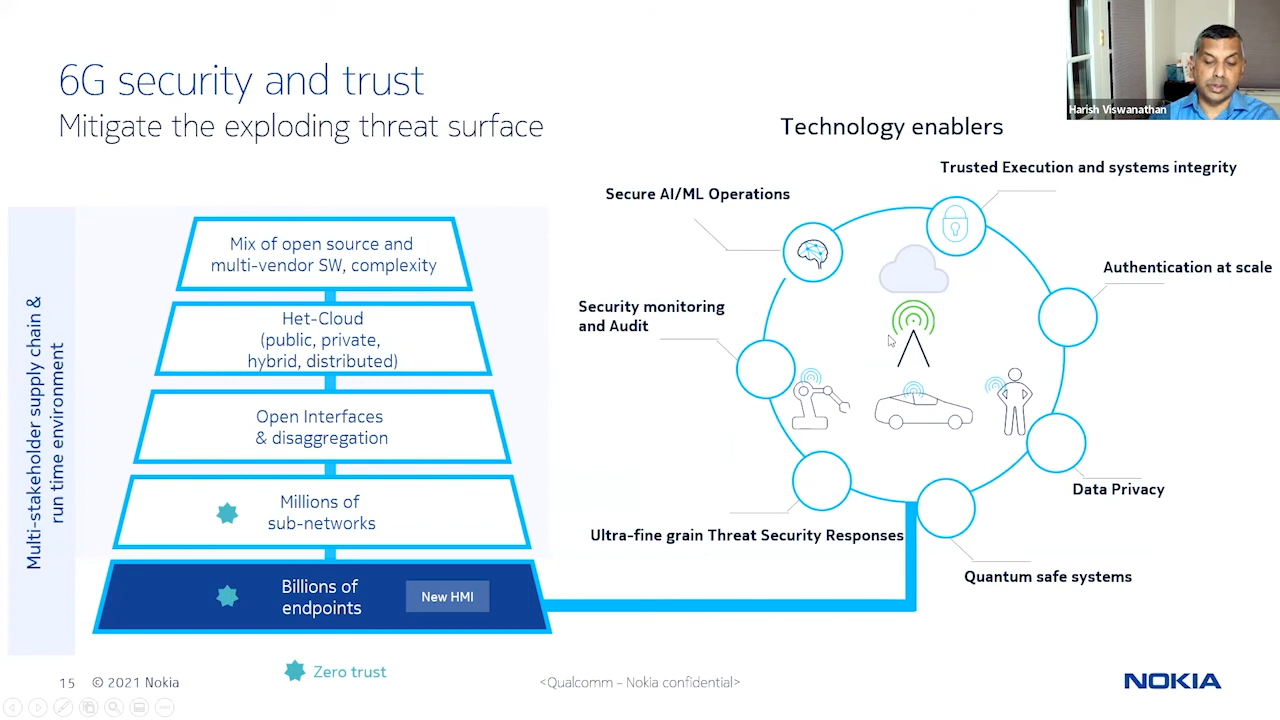 6G security and trust
Mitigate the exploding threat surface
Harish Viswanathan
Multi-stakeholder supply chain &
run time environment
Mix of open source and
multi-vendor SW, complexity
Het-Cloud
(public, private,
hybrid, distributed)
Open Interfaces
& disaggregation
Millions of
sub-networks
Billions of
endpoints
New HMI
Zero trust
Technology enablers
Trusted Execution and systems integrity
Secure AI/ML Operations
Authentication at scale
Security monitoring
and Audit
Data Privacy
Ultra-fine grain Threat Security Responses
Quantum safe systems
15 © 2021 Nokia
<Qualcomm – Nokia confidential>
NOKIA